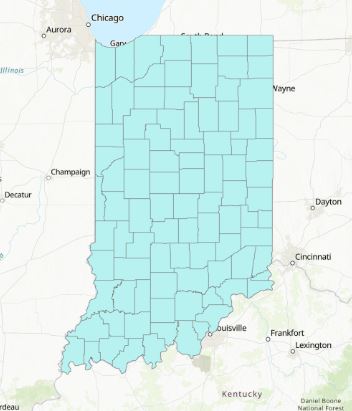 Chicago
Aurora
Gary
South Bend
Illinois
Wayne
Champaign
Decatur
Dayton
Cincinnati
ouisville
Frankfort
Lexington
Kentucky
rdeau
Daniel Boone
National Forest